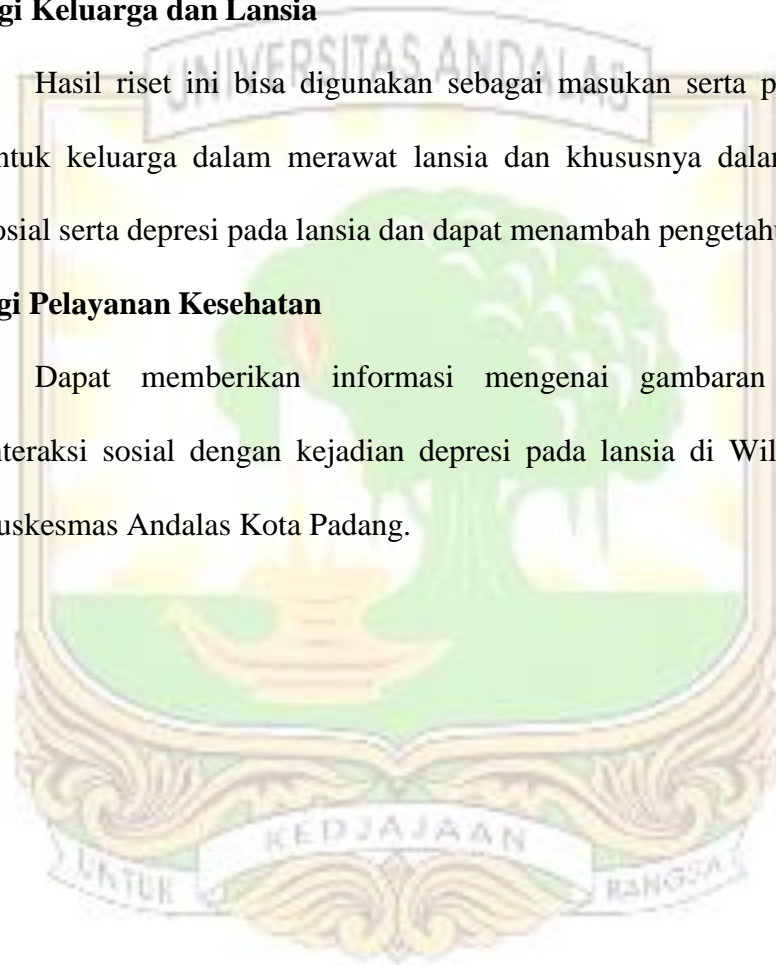 gi Keluarga dan Lansia
UNIVERSITAS ANDALAS
Hasil riset ini bisa digunakan sebagai masukan serta p
ntuk keluarga dalam merawat lansia dan khususnya dalan
osial serta depresi pada lansia dan dapat menambah pengetahu
gi Pelayanan Kesehatan
Dapat memberikan informasi mengenai gambaran
nteraksi sosial dengan kejadian depresi pada lansia di Wil
uskesmas Andalas Kota Padang.
UNTUK KEDJAJAAN BANGSA